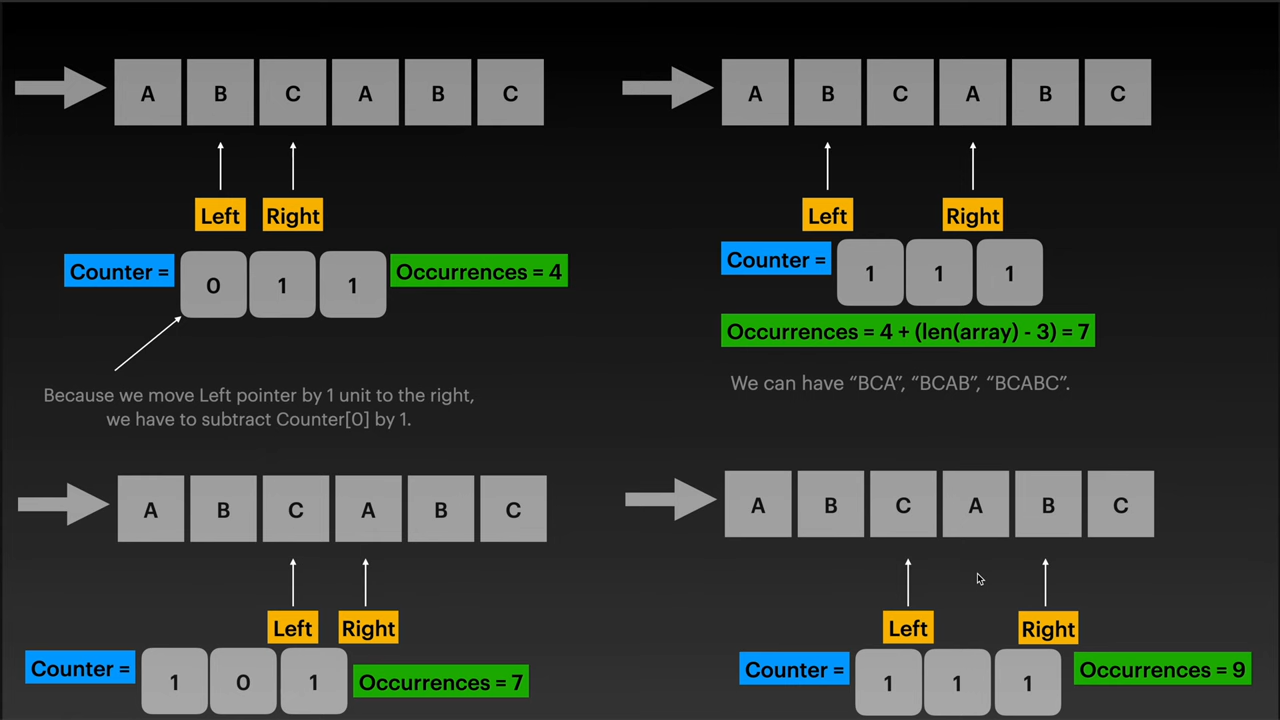 A B C A B C
Left Right
Counter = 0 1 1 Occurrences = 4
Because we move Left pointer by 1 unit to the right,
we have to subtract Counter[0] by 1.
A B C A B C
Left Right
Counter = 1 1 1
Occurrences = 4 + (len(array) - 3) = 7
We can have “BCA”, “BCAB”, “BCABC”.
A B C A B C
Left Right
Counter = 1 0 1 Occurrences = 7
A B C A B C
Left Right
Counter = 1 1 1 Occurrences = 9